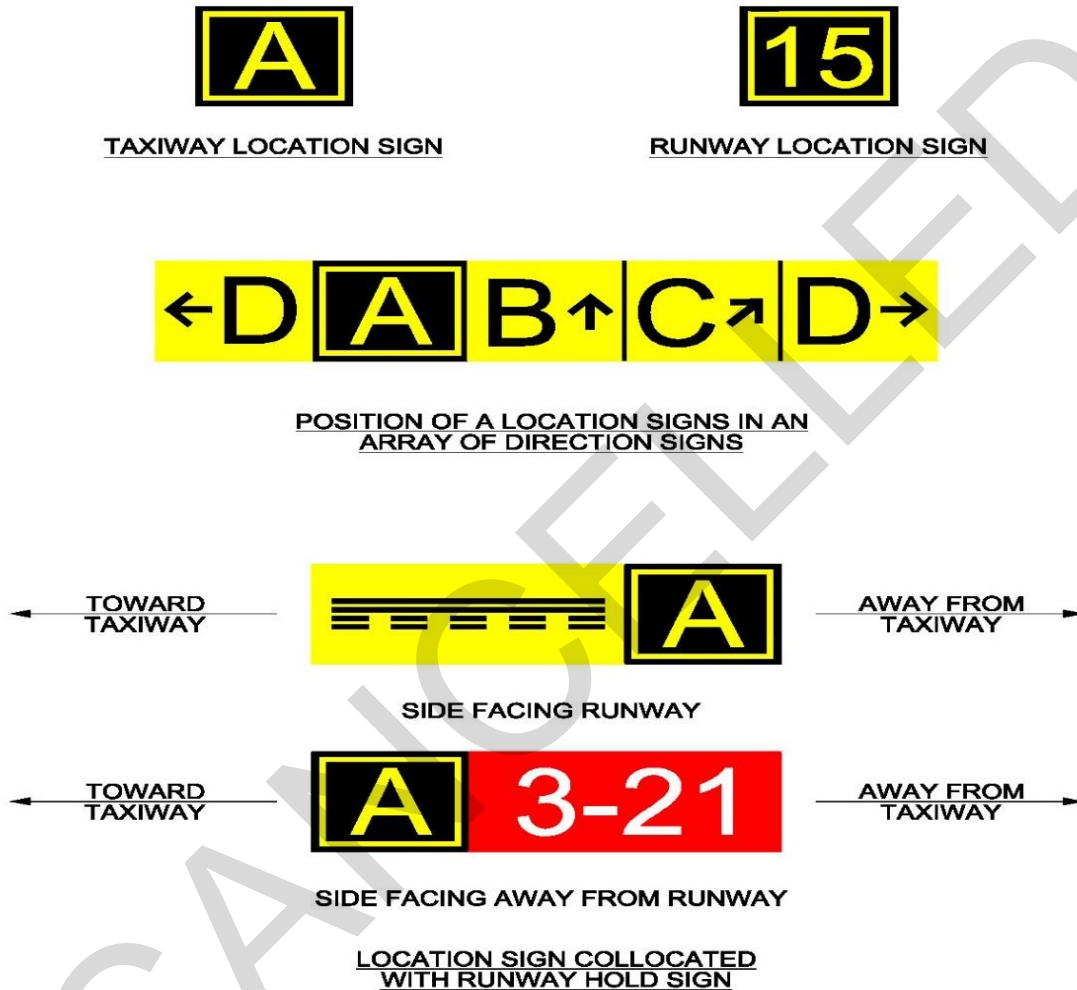 A 15
TAXIWAY LOCATION SIGN RUNWAY LOCATION SIGN
←D A B↑ C↗ D→
POSITION OF A LOCATION SIGNS IN AN
ARRAY OF DIRECTION SIGNS
TOWARD
TAXIWAY
A
AWAY FROM
TAXIWAY
SIDE FACING RUNWAY
TOWARD
TAXIWAY
A 3-21
AWAY FROM
TAXIWAY
SIDE FACING AWAY FROM RUNWAY
LOCATION SIGN COLLOCATED
WITH RUNWAY HOLD SIGN
CANCELLED